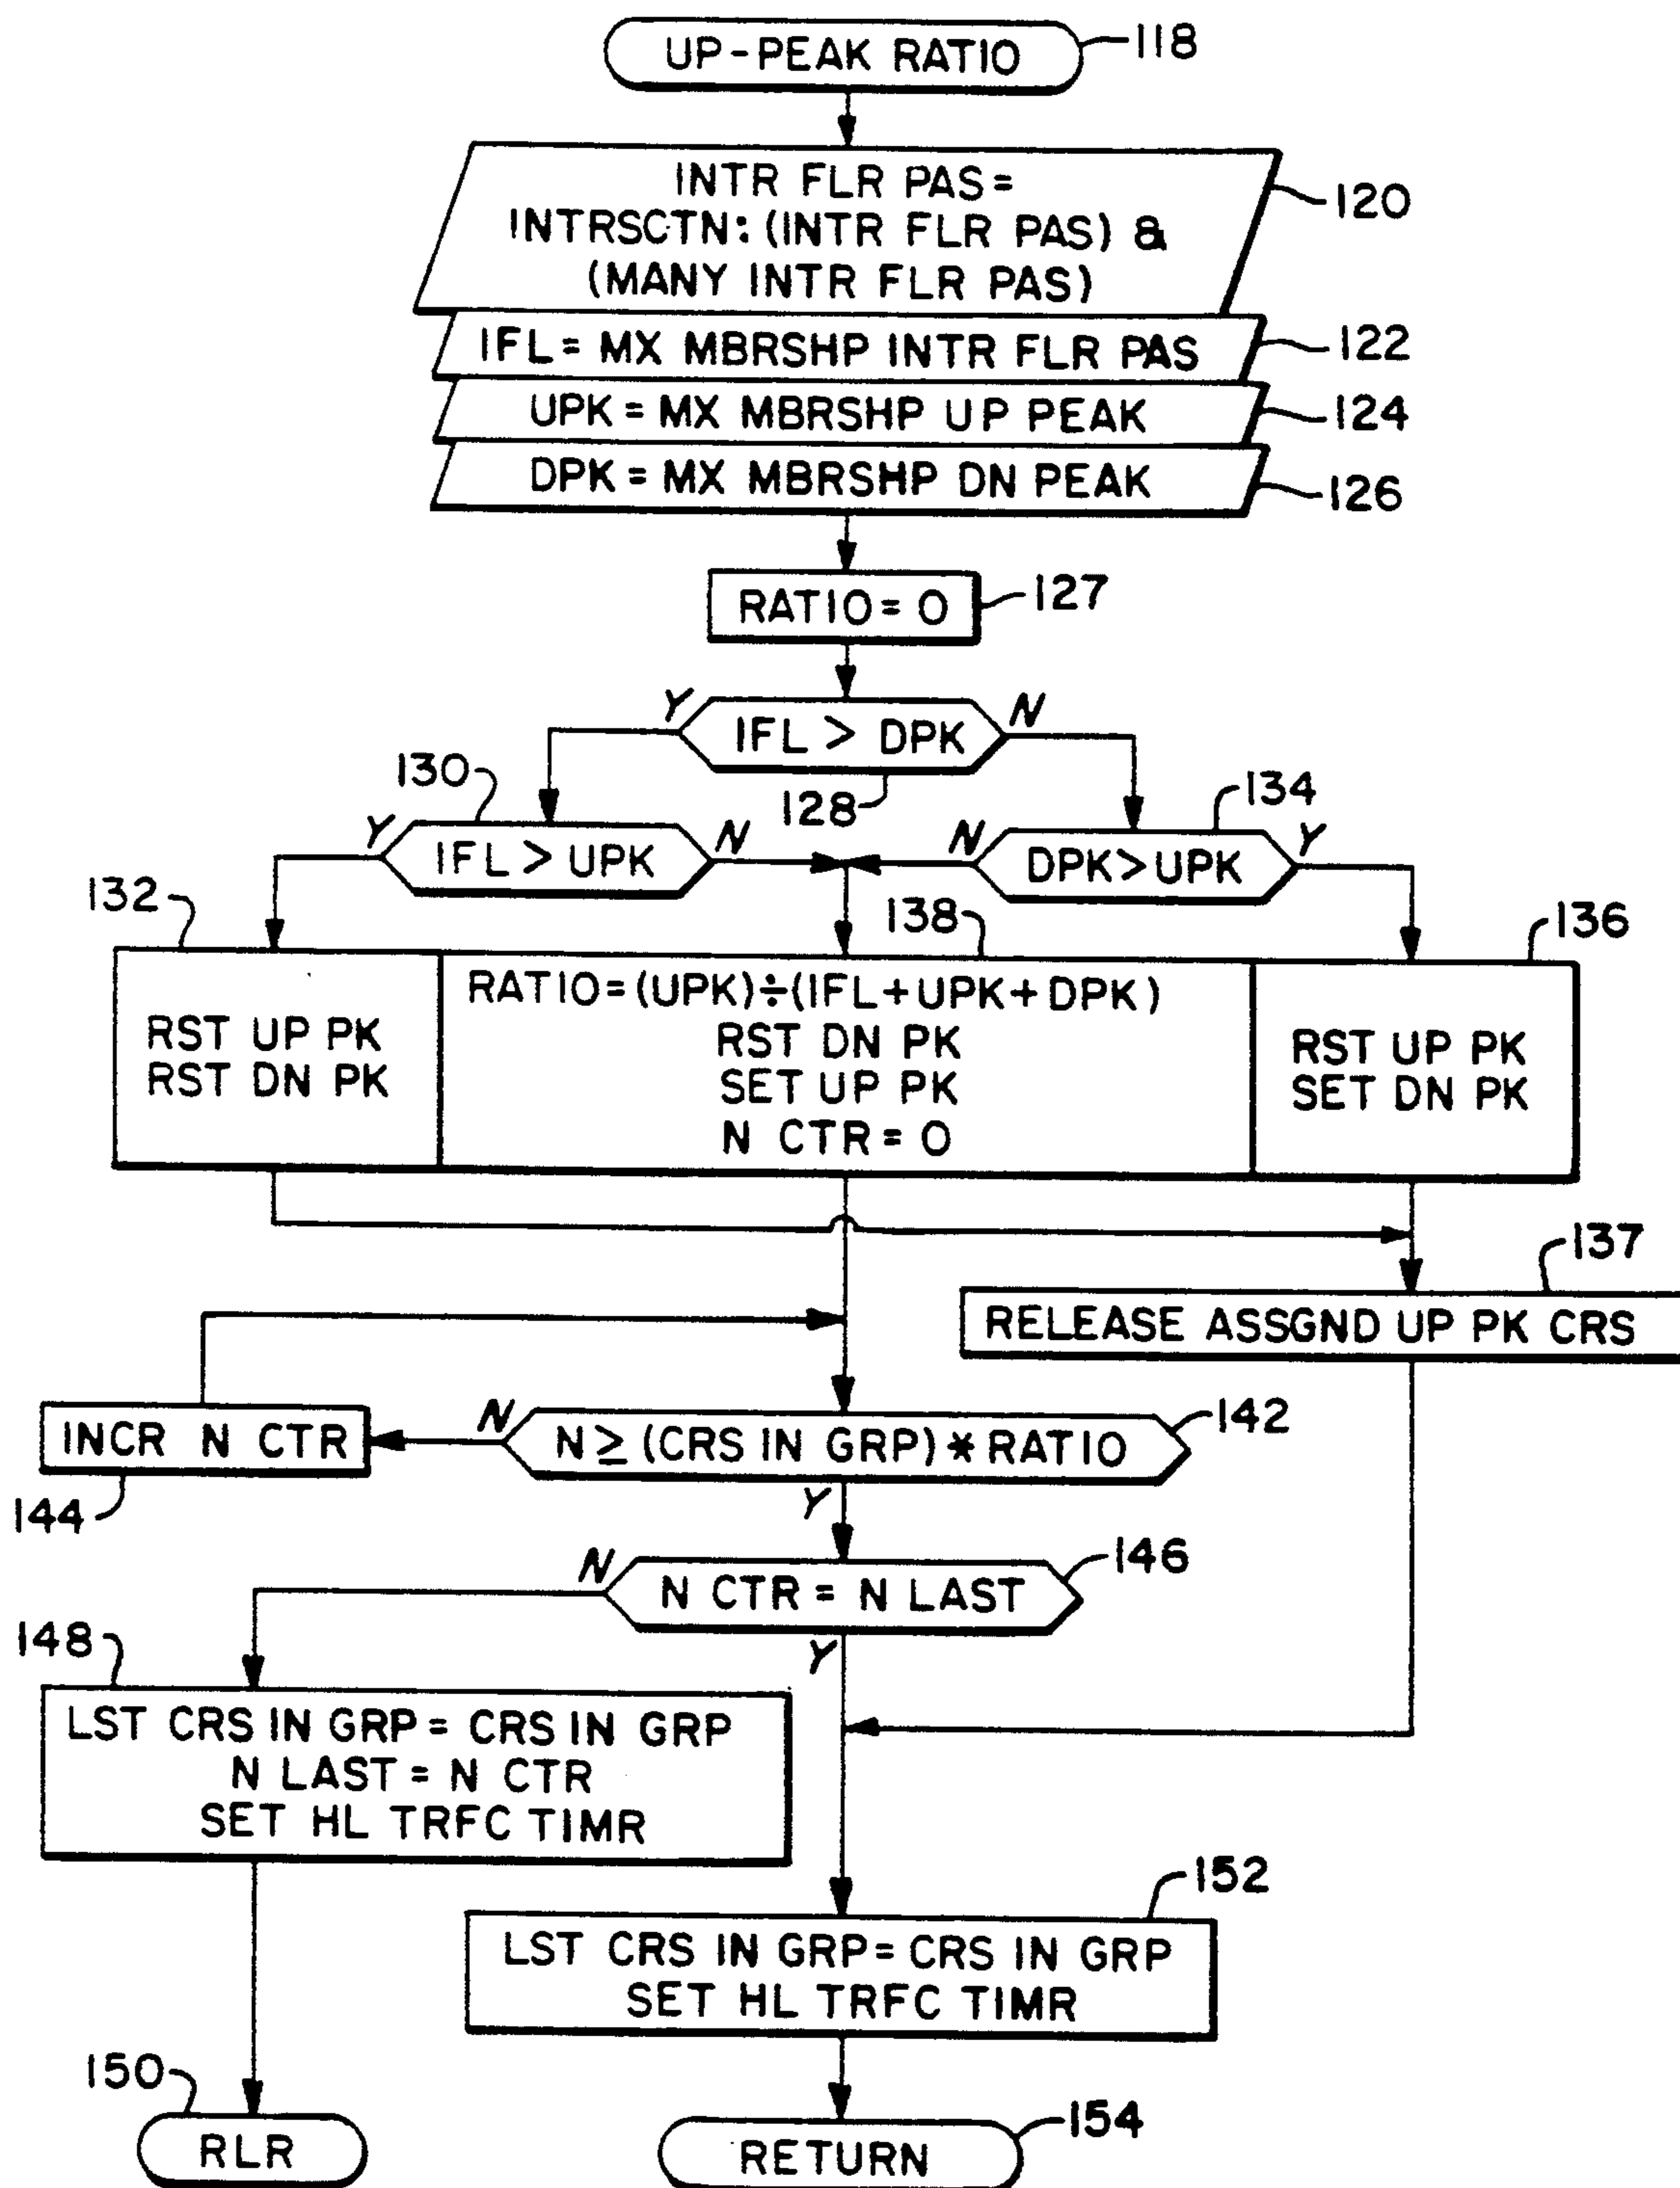 UP-PEAK RATIO
118
INTR FLR PAS=
INTRSCTN: (INTR FLR PAS) &
(MANY INTR FLR PAS)
120
IFL = MX MBRSHP INTR FLR PAS
122
UPK = MX MBRSHP UP PEAK
124
DPK = MX MBRSHP DN PEAK
126
RATIO = 0
127
Y
IFL > DPK
N
128
130
134
Y
IFL > UPK
N
N
DPK>UPK
Y
132
138
136
RST UP PK
RST DN PK
RATIO=(UPK)÷(IFL+UPK+DPK)
RST DN PK
SET UP PK
N CTR = 0
RST UP PK
SET DN PK
137
RELEASE ASSGND UP PK CRS
INCR N CTR
144
N
N ≥ (CRS IN GRP) * RATIO
142
Y
N
N CTR = N LAST
146
Y
148
LST CRS IN GRP = CRS IN GRP
N LAST = N CTR
SET HL TRFC TIMR
152
LST CRS IN GRP = CRS IN GRP
SET HL TRFC TIMR
150
RLR
RETURN
154